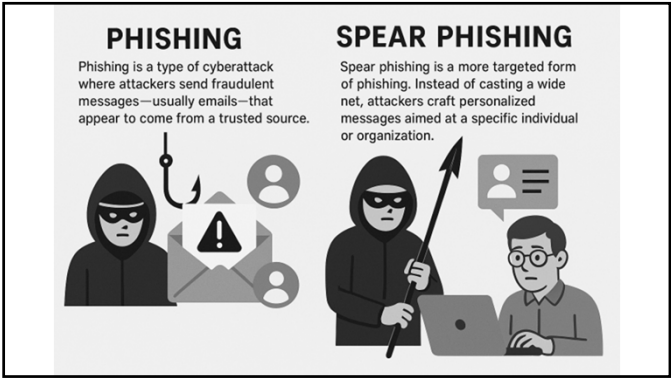 PHISHING
Phishing is a type of cyberattack
where attackers send fraudulent
messages—usually emails—that
appear to come from a trusted source.
SPEAR PHISHING
Spear phishing is a more targeted form
of phishing. Instead of casting a wide
net, attackers craft personalized
messages aimed at a specific individual
or organization.